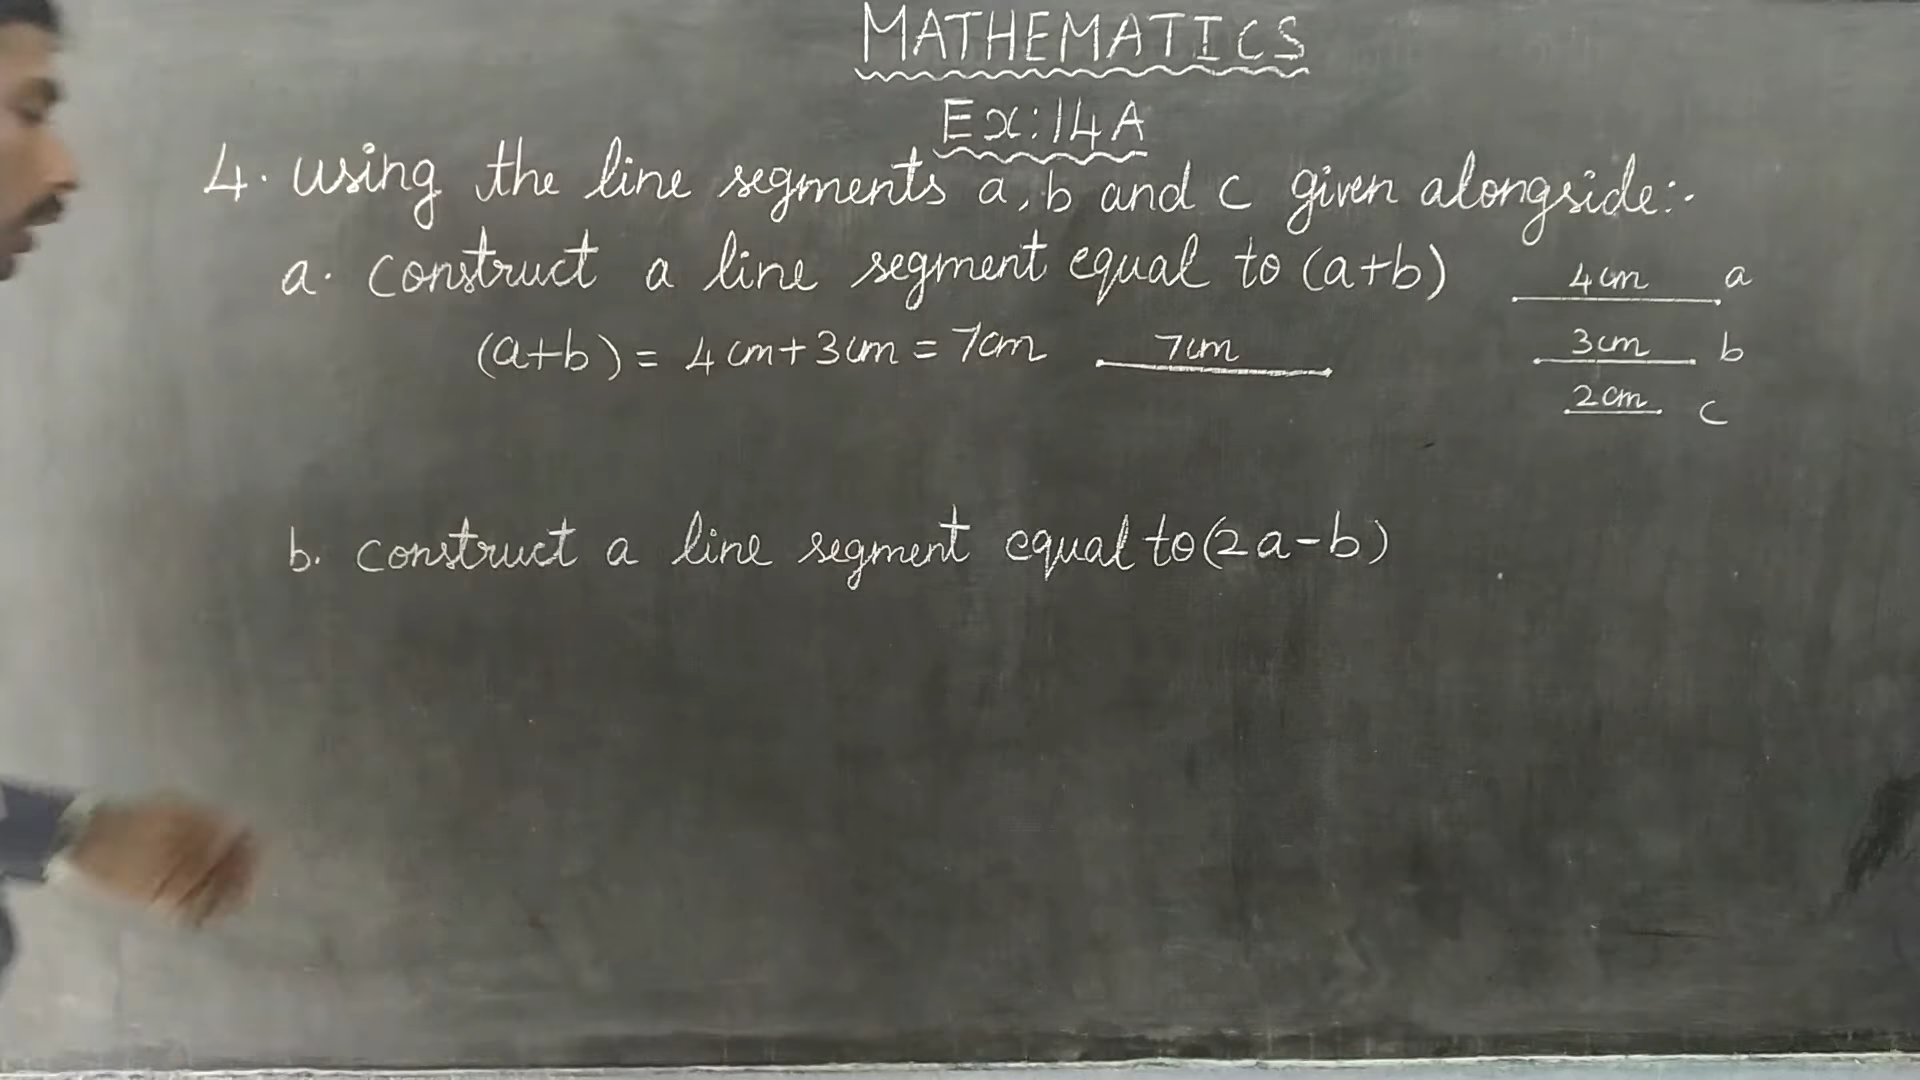 MATHEMATICS
Ex:14A
4. using the line segments a, b and c given alongside:-
a. construct a line segment equal to (a+b)
4cm a
(a+b) = 4cm+3cm = 7cm 7cm
3cm b
2cm c
b. construct a line segment equal to (2a-b)